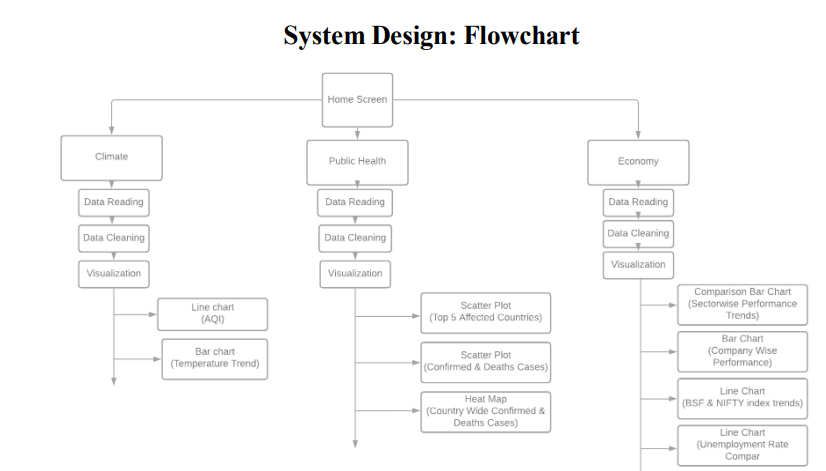 System Design: Flowchart
Home Screen
Climate
Public Health
Economy
Data Reading
Data Reading
Data Reading
Data Cleaning
Data Cleaning
Data Cleaning
Visualization
Visualization
Visualization
Line chart
(AQI)
Bar chart
(Temperature Trend)
Scatter Plot
(Top 5 Affected Countries)
Scatter Plot
(Confirmed & Deaths Cases)
Heat Map
(Country Wide Confirmed &
Deaths Cases)
Comparison Bar Chart
(Sectorwise Performance
Trends)
Bar Chart
(Company Wise
Performance)
Line Chart
(BSF & NIFTY index trends)
Line Chart
(Unemployment Rate
Compar